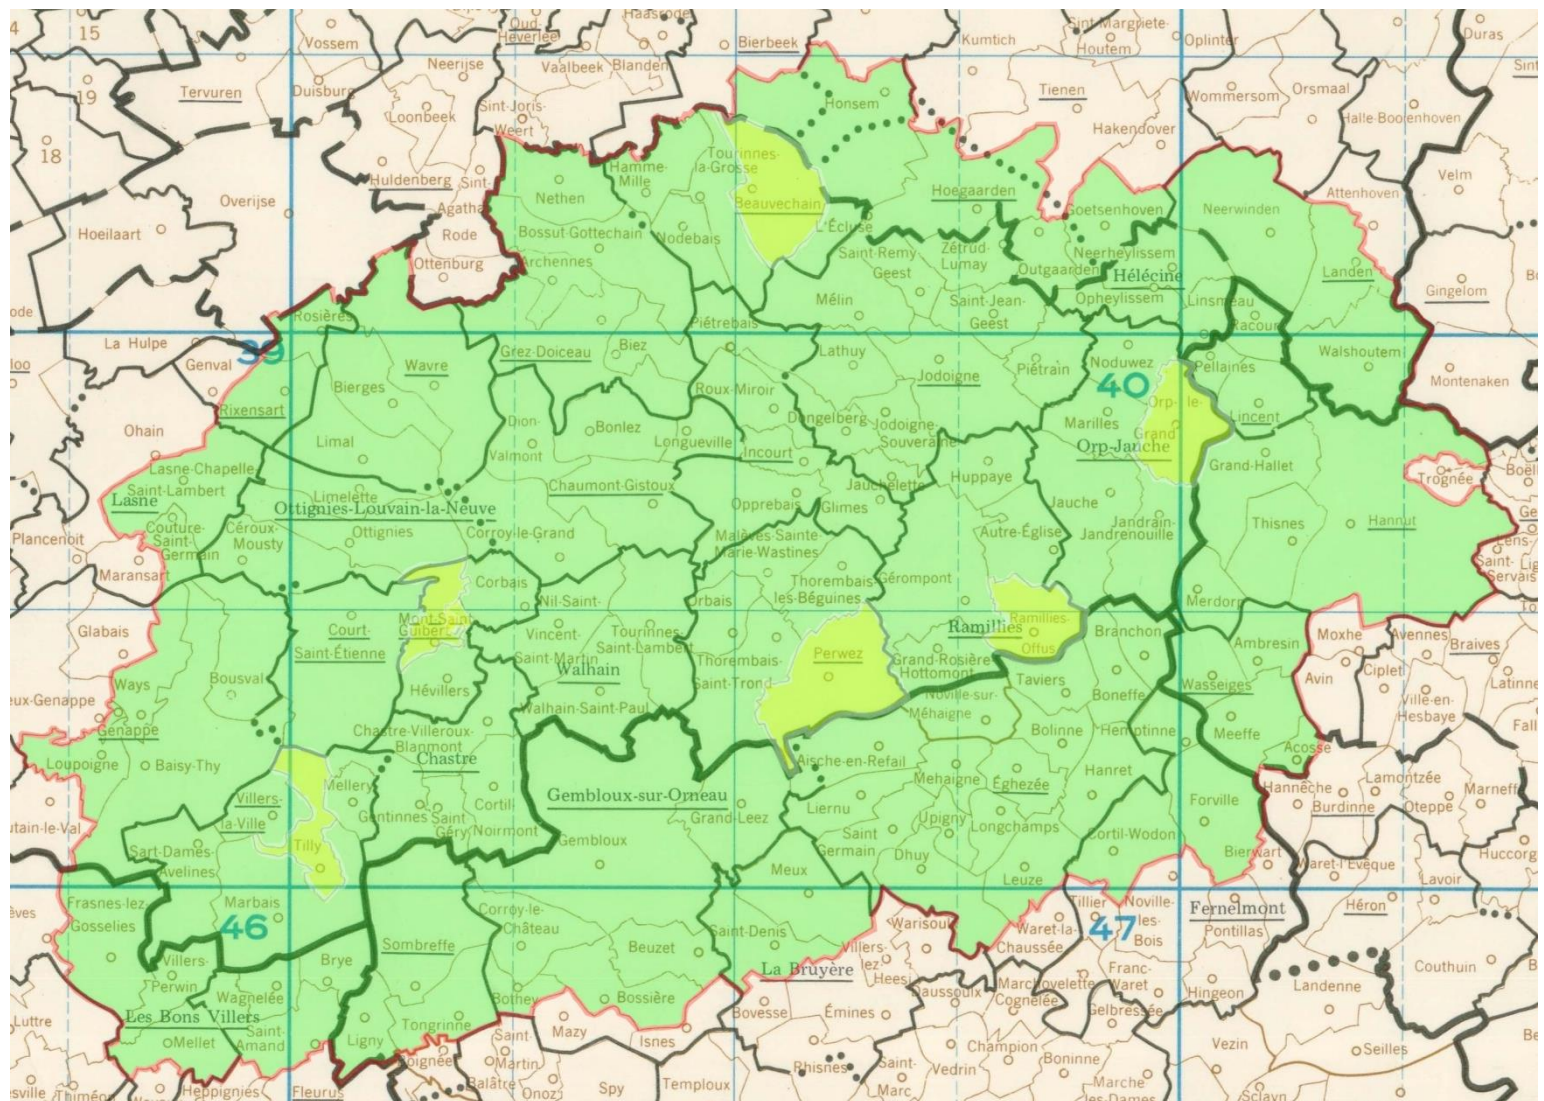 15
Vossem
Oud-
Heverlee
Haasrode
Bierbeek
Kumtich
Sint Margriete-
Houtem
Oplinter
Duras
Neerijse
Vaalbeek
Blanden
19
Tervuren
Duisburg
Loonbeek
Sint-Joris-
Weert
Honsem
Tienen
Wommersom
Orsmaal
Halle-Booienhoven
Hakendover
18
Huldenberg
Sint-
Agatha
Rode
Hamme-
Mille
Tourinnes-
la-Grosse
Overijse
Nethen
Beauvechain
Hoegaarden
Goetsenhoven
Neerwinden
Attenhoven
Velm
Hoeilaart
Bossut-Gottechain
Nodebais
L'Écluse
Ottenburg
Archennes
Saint-Remy
Geest
Zétrud-
Lumay
Outgaarden
Neerheylissem
Hélécine
Landen
Gingelom
Mélin
Saint-Jean-
Geest
Opheylissem
Linsmeau
Racour
Rosières
Piétrebais
La Hulpe
39
Genval
Wavre
Grez-Doiceau
Biez
Lathuy
Piétrain
Noduwez
Pellaines
Walshoutem
Montenaken
Bierges
Roux-Miroir
Jodoigne
40
Orp-le-
Grand
Rixensart
Ohain
Dion-
Valmont
Bonlez
Longueville
Dongelberg
Jodoigne-
Souveraine
Marilles
Lincent
Limal
Incourt
Orp-Jauche
Lasne-Chapelle-
Saint-Lambert
Lasne
Limelette
Chaumont-Gistoux
Jauchelette
Huppaye
Grand-Hallet
Trognée
Ottignies-Louvain-la-Neuve
Opprebais
Glimes
Jauche
Couture-
Saint-
Germain
Céroux-
Mousty
Ottignies
Corroy-le-Grand
Malèves-Sainte-
Marie-Wastines
Autre-Église
Jandrain-
Jandrenouille
Thisnes
Hannut
Plancenoit
Maransart
Corbais
Thorembais-
les-Béguines
Gérompont
Lens-
Saint-
Servais
Merdorp
Glabais
Court-
Saint-Étienne
Mont-Saint-
Guibert
Nil-Saint-
Vincent-
Saint-Martin
Orbais
Tourinnes-
Saint-Lambert
Walhain
Thorembais-
Saint-Trond
Perwez
Ramillies
Ramillies-
Offus
Branchon
Ambresin
Moxhe
Avennes
Braives
Ways
Bousval
Hévillers
Walhain-Saint-Paul
Grand-Rosière-
Hottomont
Taviers
Boneffe
Wasseiges
Avin
Ciplet
Ville-en-
Hesbaye
Latinne
Genappe
Noville-sur-
Méhaigne
Bolinne
Hemptinne
Meeffe
Acosse
Loupoigne
Baisy-Thy
Chastre-Villeroux-
Blanmont
Chastre
Aische-en-Refail
Mehaigne
Éghezée
Hanret
Hannêche
Lamontzée
Burdinne
Oteppe
Marneffe
Villers-
la-Ville
Mellery
Gembloux-sur-Orneau
Cortil-
Noirmont
Grand-Leez
Liernu
Upigny
Longchamps
Forville
Gentinnes
Saint
Géry
Gembloux
Saint
Germain
Cortil-Wodon
Tilly
Sart-Dames-
Avelines
Meux
Dhuy
Leuze
Bierwart
Waret-l'Évêque
Lavoir
Huccorgne
Frasnes-lez-
Gosselies
Marbais
46
Corroy-le-
Château
Saint-Denis
Warisoulx
Waret-la-
Chaussée
Tillier
47
Noville-
les-
Bois
Fernelmont
Pontillas
Héron
Sombreffe
Beuzet
Villers-
lez-
Heest
Villers-
Perwin
Brye
La Bruyère
Franc-
Waret
Couthuin
Wagnelée
Bothey
Bossière
Daussoulx
Marchovelette
Cognelée
Gelbressée
Hingeon
Landenne
Les Bons Villers
Saint-
Amand
Mellet
Ligny
Tongrinne
Mazy
Isnes
Bovesse
Émines
Luttre
Rhisnes
Champion
Boninne
Vezin
Seilles
Saint-
Martin
Balâtre
Onoz
Spy
Temploux
Saint-
Marc
Vedrin
Marche
les-Dames
Sclayn
Thiméon
Heppignies
Fleurus